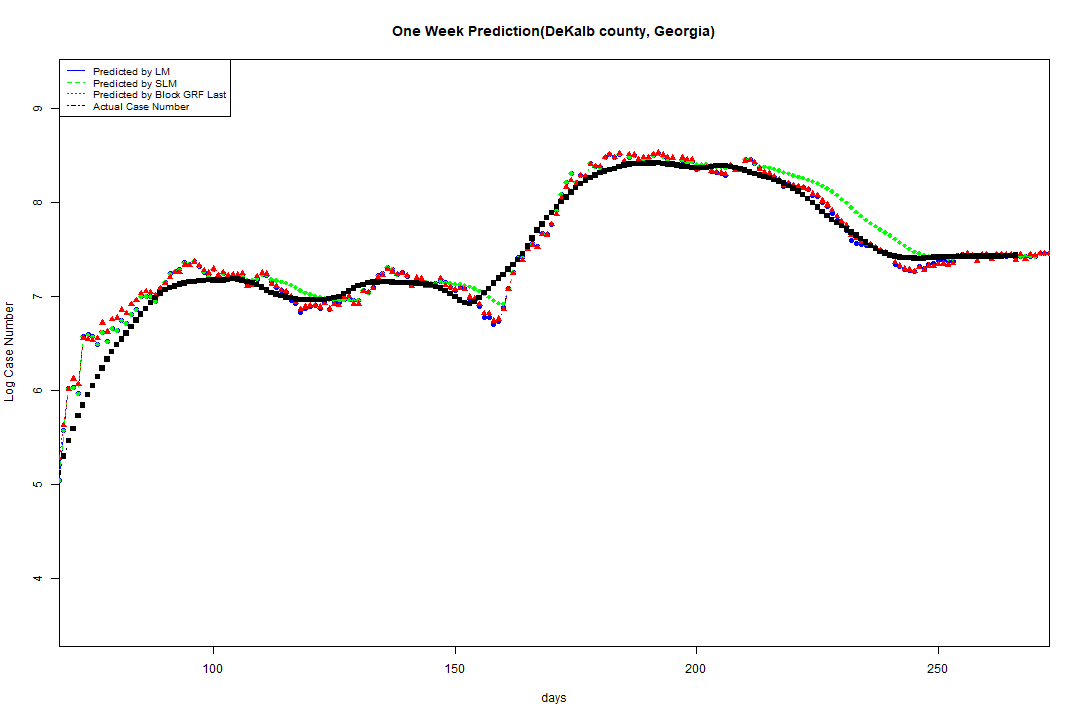 One Week Prediction(DeKalb county, Georgia)
Predicted by LM
Predicted by SLM
Predicted by Block GRF Last
Actual Case Number
9
8
7
6
5
4
Log Case Number
100 150 200 250
days